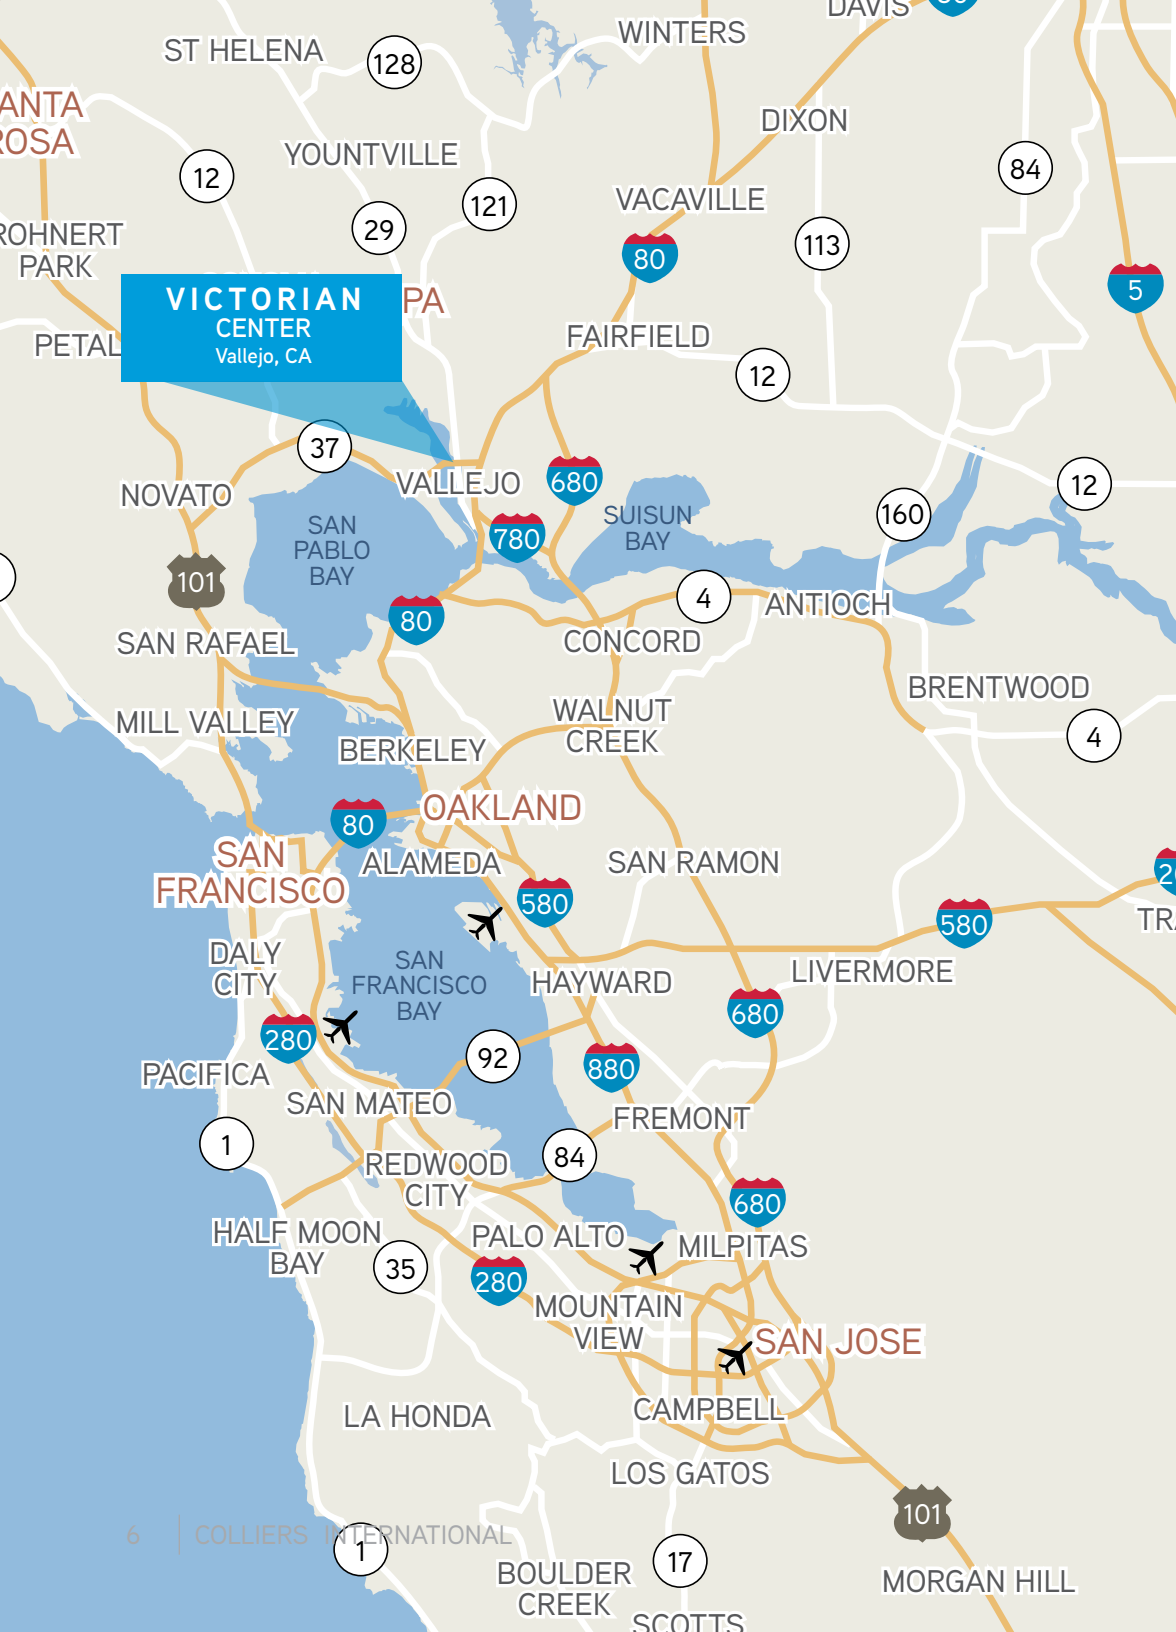 DAVIS
80
WINTERS
ST HELENA
128
ANTA
ROSA
DIXON
YOUNTVILLE
84
12
121
VACAVILLE
29
ROHNERT
PARK
113
80
5
VICTORIAN
CENTER
Vallejo, CA
PA
PETAL
FAIRFIELD
12
37
VALLEJO
680
12
NOVATO
160
SAN
PABLO
BAY
SUISUN
BAY
780
101
4
ANTIOCH
80
SAN RAFAEL
CONCORD
BRENTWOOD
MILL VALLEY
WALNUT
CREEK
4
BERKELEY
OAKLAND
80
SAN
FRANCISCO
ALAMEDA
SAN RAMON
2
580
580
TRA
DALY
CITY
SAN
FRANCISCO
BAY
HAYWARD
LIVERMORE
680
280
92
880
PACIFICA
SAN MATEO
FREMONT
1
84
REDWOOD
CITY
680
HALF MOON
BAY
PALO ALTO
MILPITAS
35
280
MOUNTAIN
VIEW
SAN JOSE
LA HONDA
CAMPBELL
LOS GATOS
101
6
COLLIERS INTERNATIONAL
1
17
BOULDER
CREEK
MORGAN HILL
SCOTTS